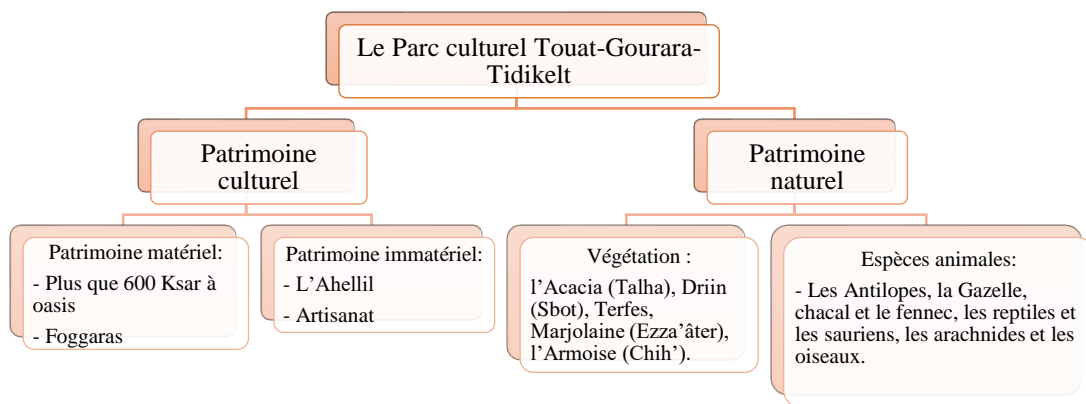 Le Parc culturel Touat-Gourara-
Tidikelt
Patrimoine
culturel
Patrimoine
naturel
Patrimoine matériel:
- Plus que 600 Ksar à
oasis
- Foggaras
Patrimoine immatériel:
- L’Ahellil
- Artisanat
Végétation :
l’Acacia (Talha), Driin
(Sbot), Terfes,
Marjolaine (Ezza’âter),
l’Armoise (Chih’).
Espèces animales:
- Les Antilopes, la Gazelle,
chacal et le fennec, les reptiles et
les sauriens, les arachnides et les
oiseaux.